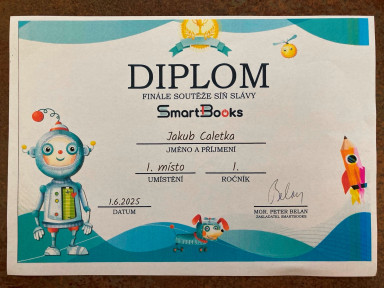 DIPLOM
FINÁLE SOUTĚŽE SÍŇ SLÁVY
SmartBooks
Jakub Caletka
JMÉNO A PŘÍJMENÍ
1. místo 1.
UMÍSTĚNÍ ROČNÍK
1.6.2025 Belan
DATUM MGR. PETER BELAN
ZAKLADATEL SMARTBOOKS